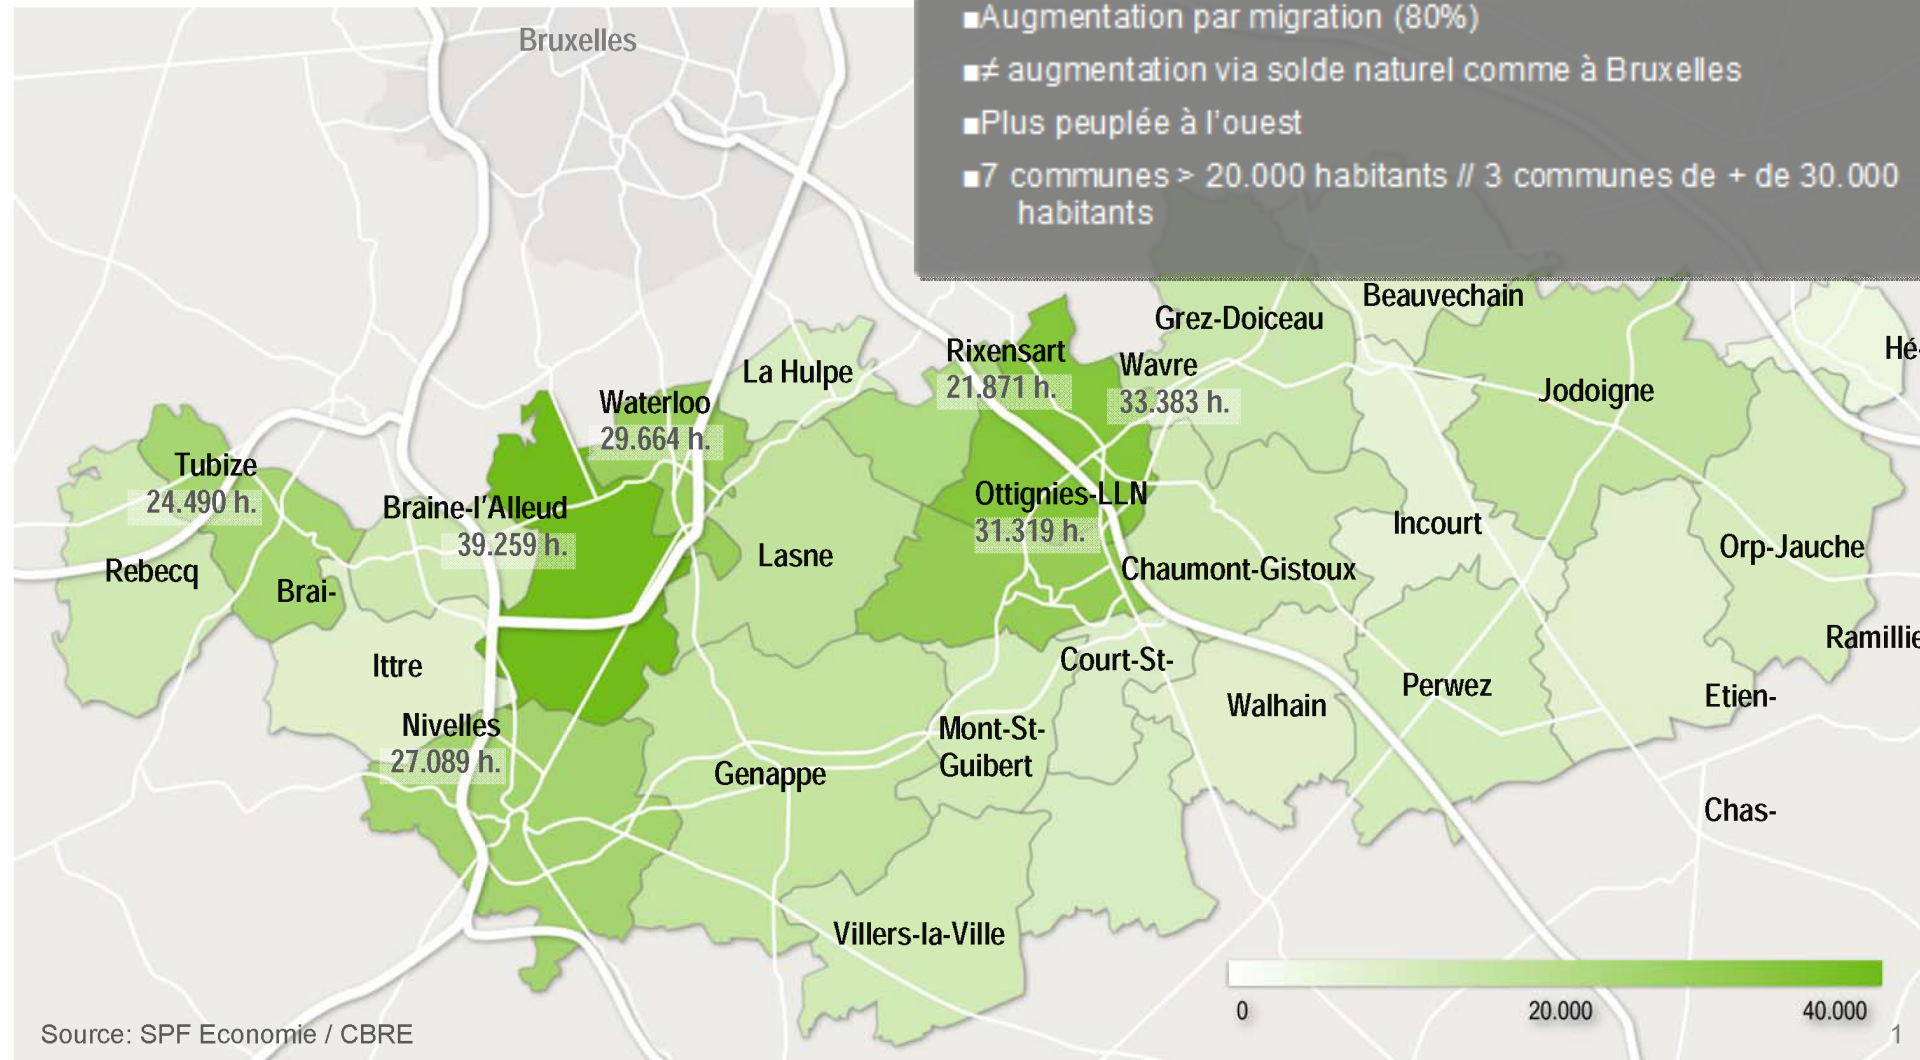 ■Augmentation par migration (80%)
■≠ augmentation via solde naturel comme à Bruxelles
■Plus peuplée à l'ouest
■7 communes > 20.000 habitants // 3 communes de + de 30.000
habitants
Bruxelles
Beauvechain
Grez-Doiceau
Rixensart
21.871 h.
Wavre
33.383 h.
Hé-
La Hulpe
Jodoigne
Waterloo
29.664 h.
Tubize
24.490 h.
Braine-l'Alleud
39.259 h.
Ottignies-LLN
31.319 h.
Incourt
Orp-Jauche
Lasne
Chaumont-Gistoux
Rebecq
Brai-
Ramillie
Ittre
Court-St-
Perwez
Etien-
Walhain
Nivelles
27.089 h.
Mont-St-
Guibert
Genappe
Chas-
Villers-la-Ville
0
20.000
40.000
Source: SPF Economie / CBRE
1